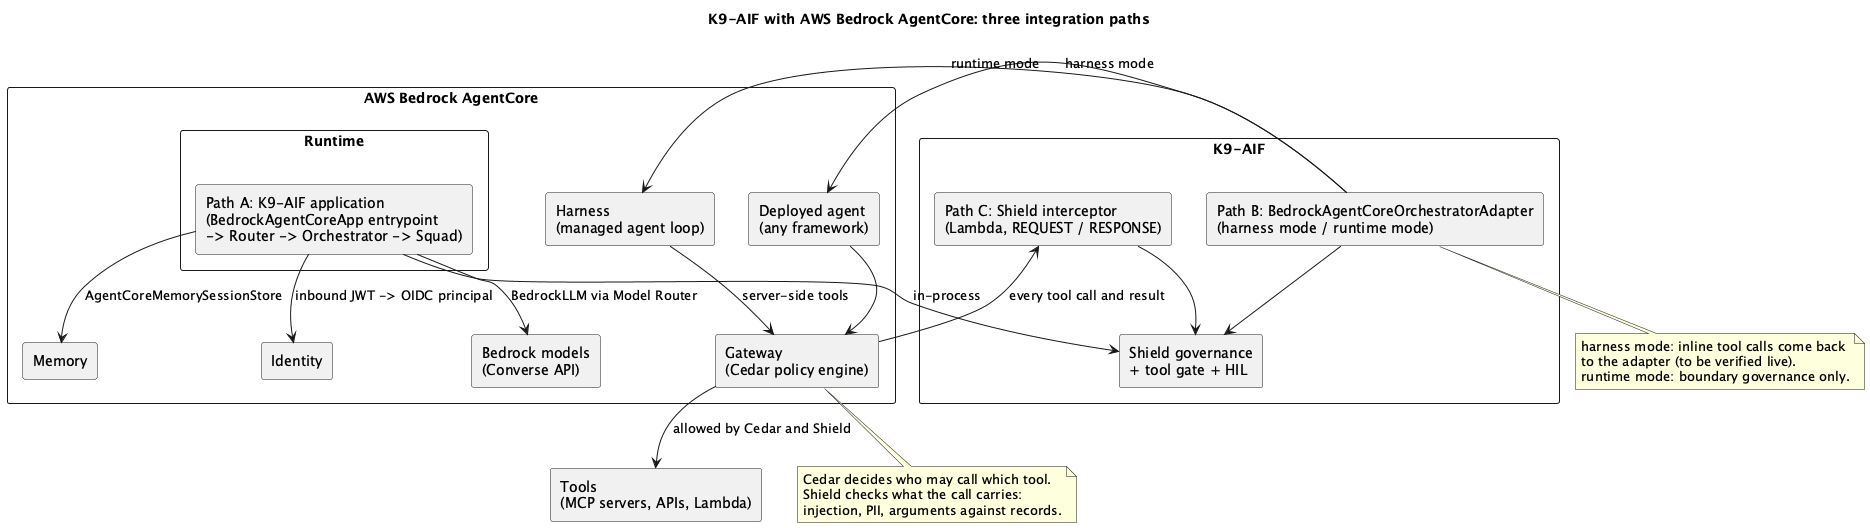 K9-AIF with AWS Bedrock AgentCore: three integration paths
runtime mode
harness mode
AWS Bedrock AgentCore
Runtime
Path A: K9-AIF application
(BedrockAgentCoreApp entrypoint
-> Router -> Orchestrator -> Squad)
Harness
(managed agent loop)
Deployed agent
(any framework)
K9-AIF
Path C: Shield interceptor
(Lambda, REQUEST / RESPONSE)
Path B: BedrockAgentCoreOrchestratorAdapter
(harness mode / runtime mode)
AgentCoreMemorySessionStore
inbound JWT -> OIDC principal
BedrockLLM via Model Router
server-side tools
in-process
every tool call and result
Memory
Identity
Bedrock models
(Converse API)
Gateway
(Cedar policy engine)
Shield governance
+ tool gate + HIL
harness mode: inline tool calls come back
to the adapter (to be verified live).
runtime mode: boundary governance only.
allowed by Cedar and Shield
Tools
(MCP servers, APIs, Lambda)
Cedar decides who may call which tool.
Shield checks what the call carries:
injection, PII, arguments against records.